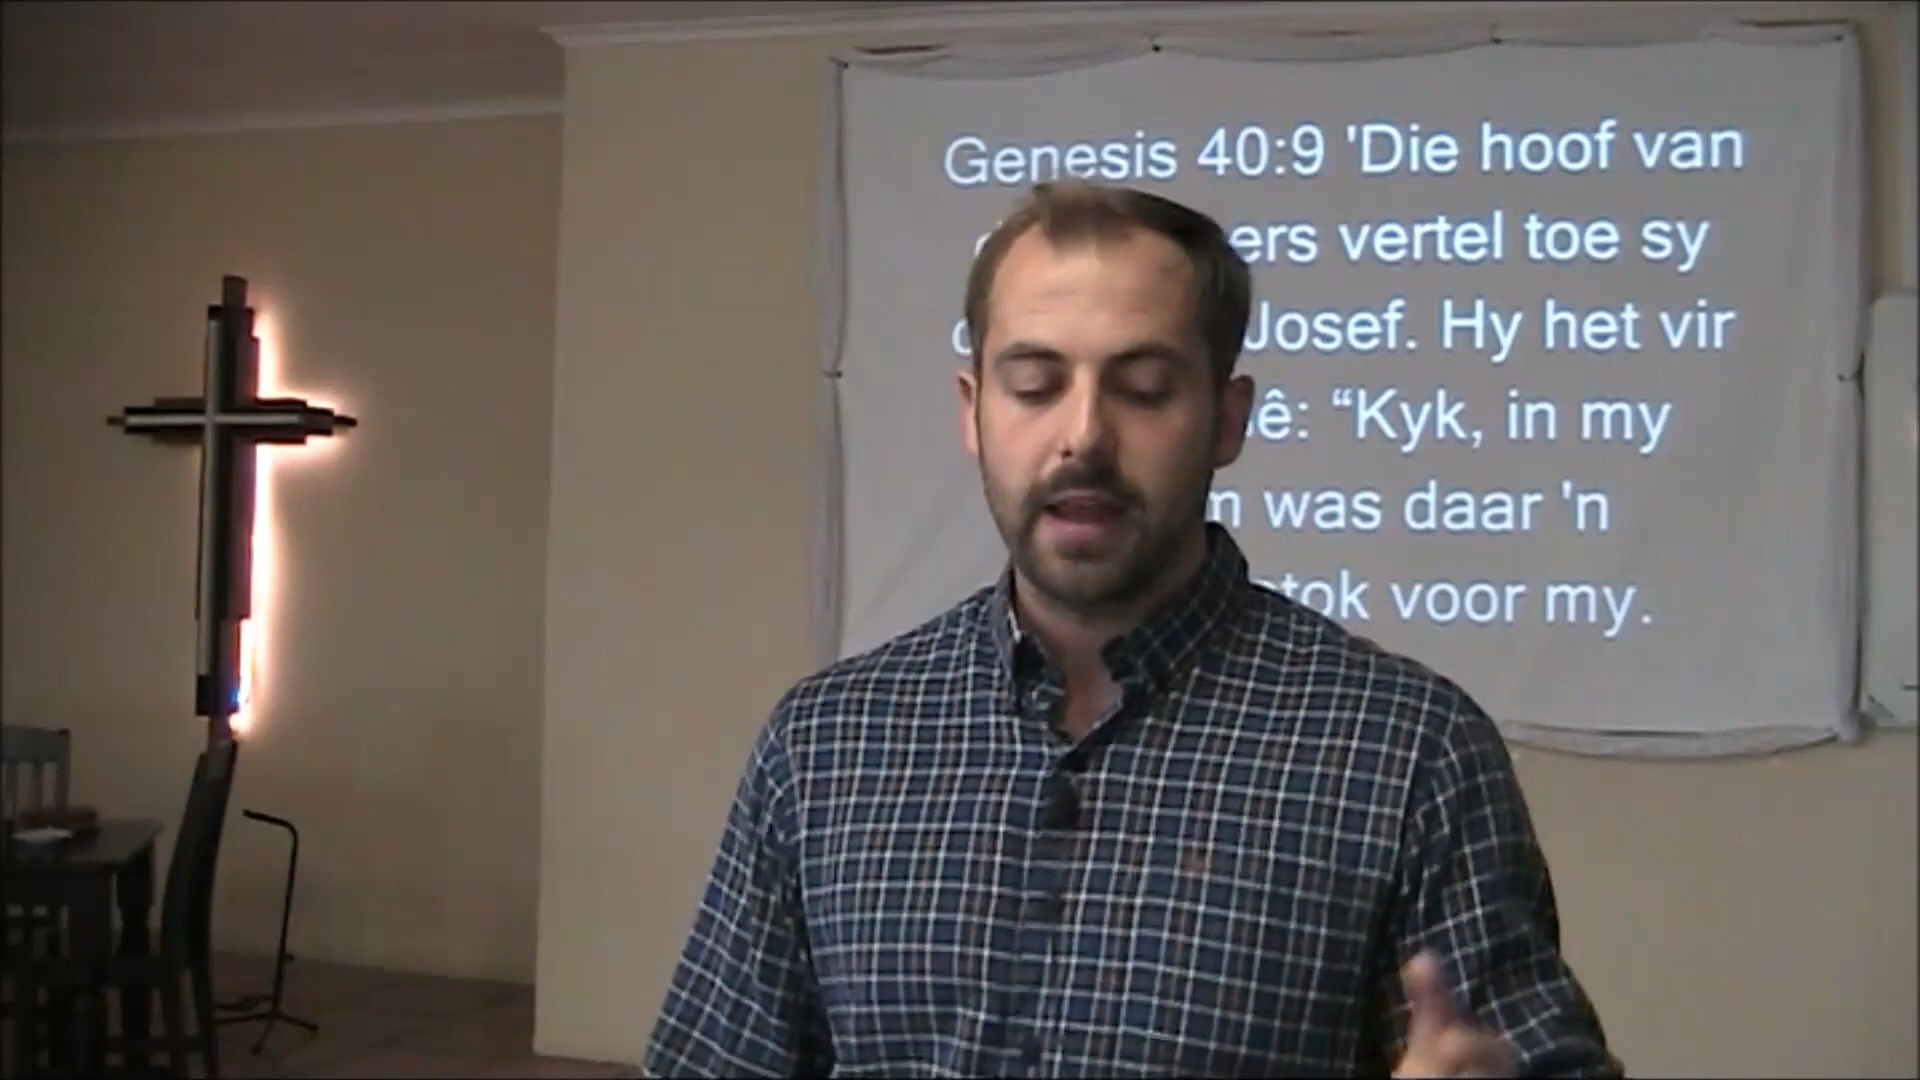 Genesis 40:9 'Die hoof van
vertel toe sy
Josef. Hy het vir
“Kyk, in my
was daar 'n
voor my.